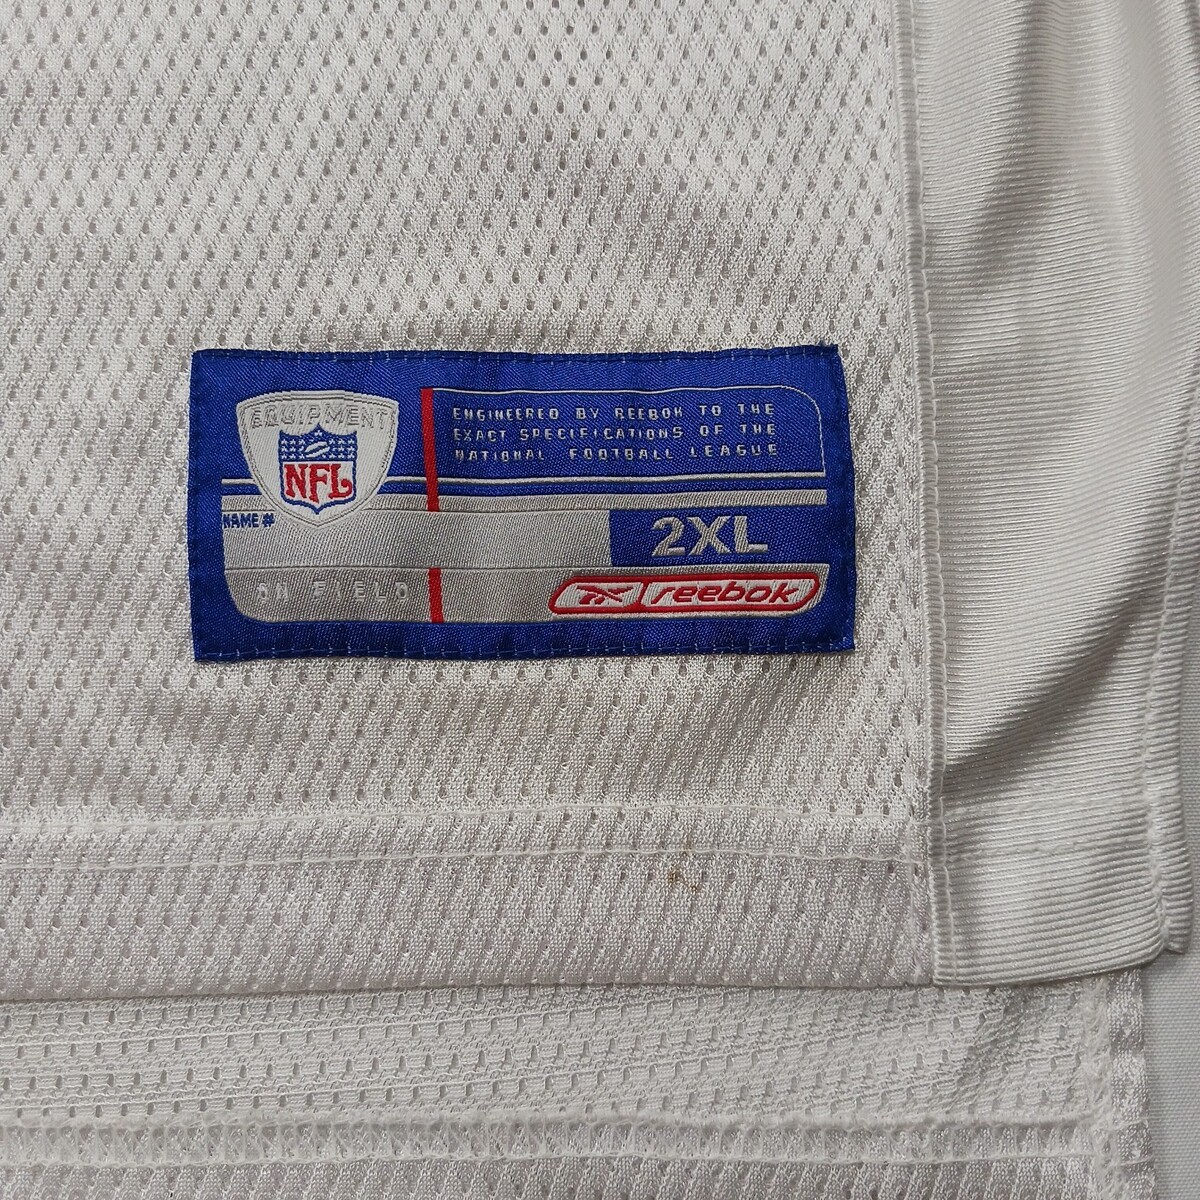 EQUIPMENT
NFL
ENGINEERED BY REEBOK TO THE
EXACT SPECIFICATIONS OF THE
NATIONAL FOOTBALL LEAGUE
NAME #
2XL
ON FIELD
reebok